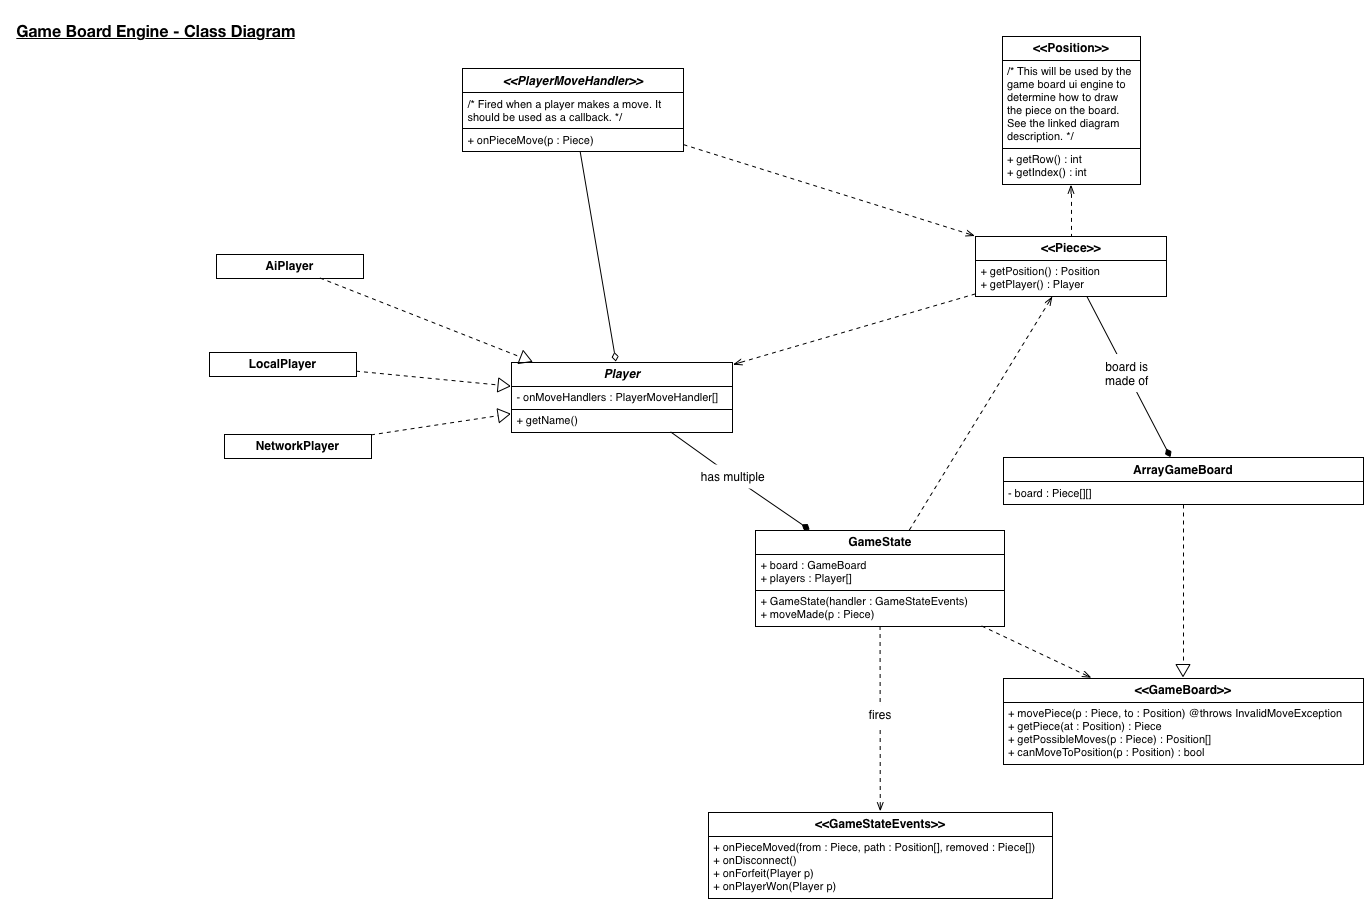 Game Board Engine - Class Diagram
<<PlayerMoveHandler>>
/* Fired when a player makes a move. It
should be used as a callback. */
+ onPieceMove(p : Piece)
<<Position>>
/* This will be used by the
game board ui engine to
determine how to draw
the piece on the board.
See the linked diagram
description. */
+ getRow() : int
+ getIndex() : int
<<Piece>>
+ getPosition() : Position
+ getPlayer() : Player
AiPlayer
LocalPlayer
NetworkPlayer
Player
- onMoveHandlers : PlayerMoveHandler[]
+ getName()
board is
made of
has multiple
ArrayGameBoard
- board : Piece[][]
GameState
+ board : GameBoard
+ players : Player[]
+ GameState(handler : GameStateEvents)
+ moveMade(p : Piece)
fires
<<GameBoard>>
+ movePiece(p : Piece, to : Position) @throws InvalidMoveException
+ getPiece(at : Position) : Piece
+ getPossibleMoves(p : Piece) : Position[]
+ canMoveToPosition(p : Position) : bool
<<GameStateEvents>>
+ onPieceMoved(from : Piece, path : Position[], removed : Piece[])
+ onDisconnect()
+ onForfeit(Player p)
+ onPlayerWon(Player p)